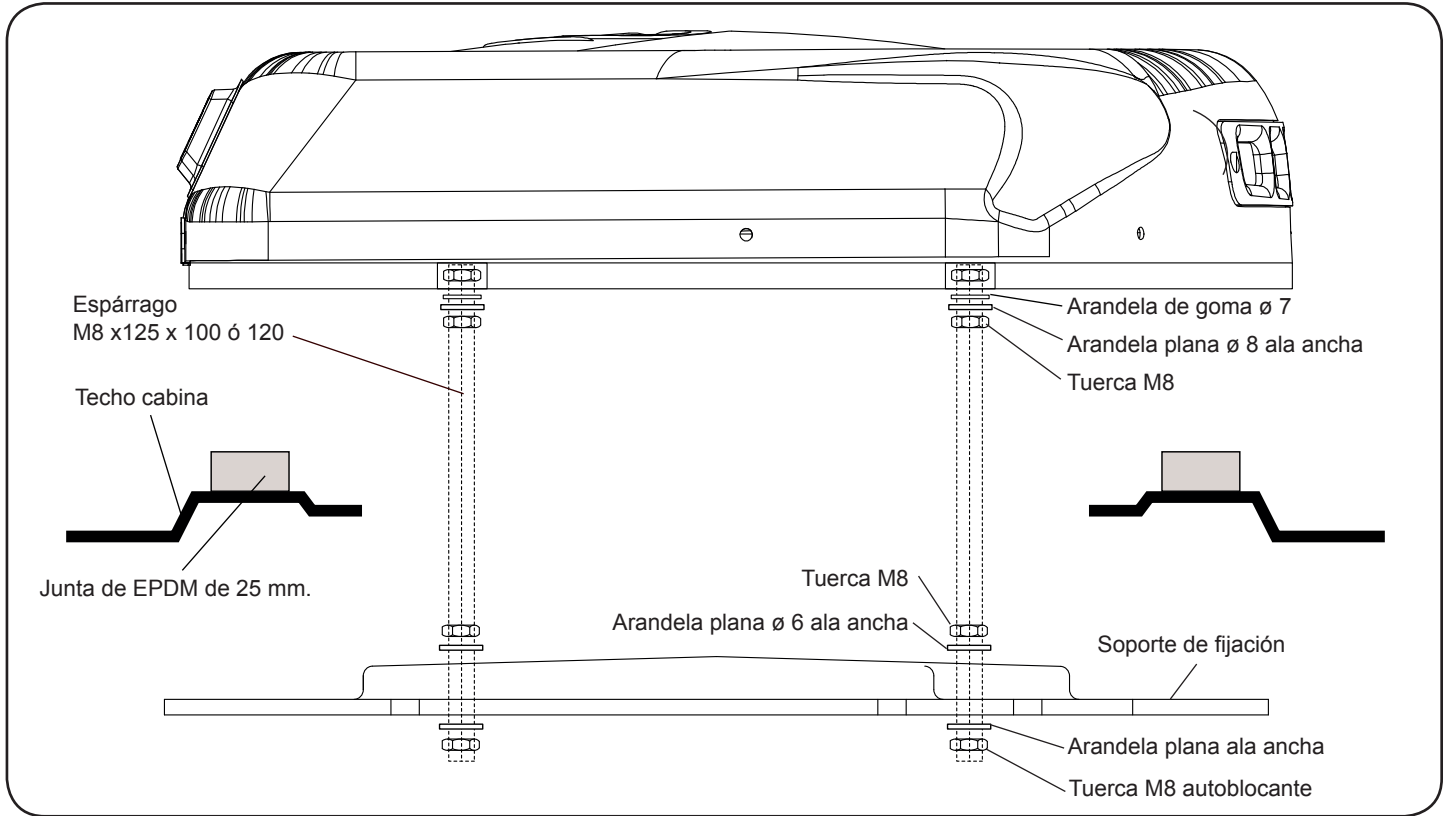 Espárrago
M8 x125 x 100 ó 120
Arandela de goma ø 7
Arandela plana ø 8 ala ancha
Tuerca M8
Techo cabina
Junta de EPDM de 25 mm.
Tuerca M8
Arandela plana ø 6 ala ancha
Soporte de fijación
Arandela plana ala ancha
Tuerca M8 autoblocante